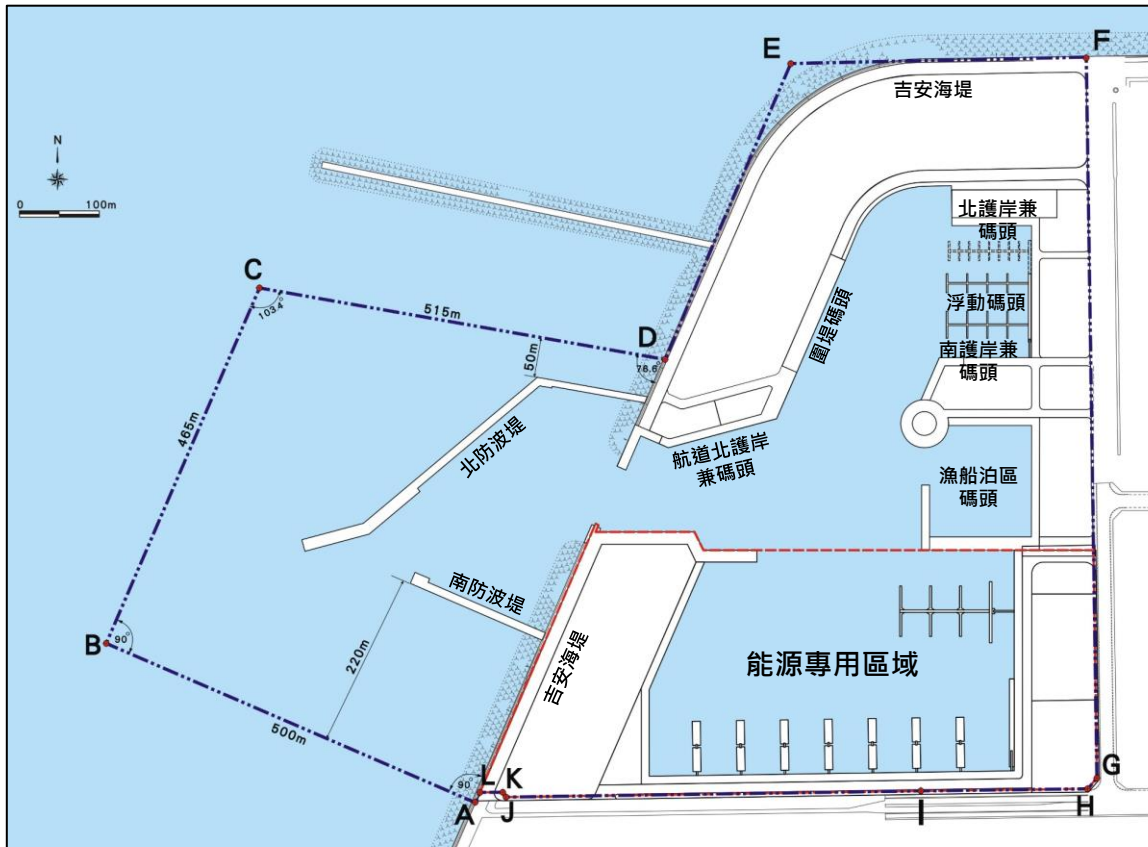 E
F
吉安海堤
N
0
100m
北護岸兼
碼頭
C
103.4°
515m
浮動碼頭
圍堤碼頭
D
76.6
50m
南護岸兼
碼頭
465m
北防波堤
航道北護岸
兼碼頭
漁船泊區
碼頭
南防波堤
B
90°
220m
吉安海堤
能源專用區域
500m
90
L
K
A
J
I
H
G